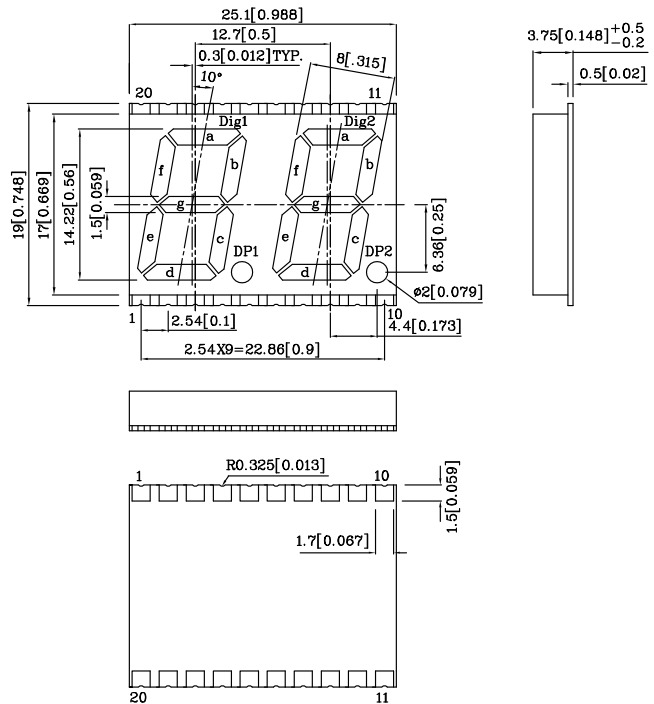 25.1[0.988]
12.7[0.5]
0.3[0.012]TYP.
8[.315]
10°
3.75[0.148]+0.5 -0.2
0.5[0.02]
20
11
Dig1
Dig2
a
b
f
g
e
c
d
DP1
a
b
f
g
e
c
d
DP2
19[0.748]
17[0.669]
14.22[0.56]
1.5[0.059]
6.36[0.25]
ø2[0.079]
1
10
2.54[0.1]
4.4[0.173]
2.54X9=22.86[0.9]
1
R0.325[0.013]
10
1.5[0.059]
1.7[0.067]
20
11